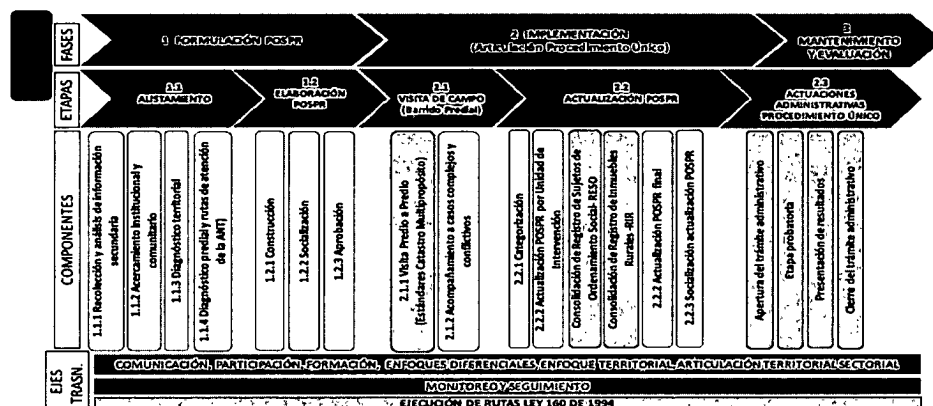 FASES
1 FORMULACIÓN POSPR
2 IMPLEMENTACIÓN
(Articulación Procedimiento Único)
3
MANTENIMIENTO
Y EVALUACIÓN
ETAPAS
1.1
ALISTAMIENTO
1.2
ELABORACIÓN
POSPR
2.1
VISITA DE CAMPO
(Barrido Predial)
2.2
ACTUALIZACIÓN POSPR
2.3
ACTUACIONES
ADMINISTRATIVAS
PROCEDIMIENTO ÚNICO
COMPONENTES
1.1.1 Recolección y análisis de información
secundaria
1.1.2 Acercamiento institucional y
comunitario
1.1.3 Diagnóstico territorial
1.1.4 Diagnóstico predial y rutas de atención
de la ANT)
1.2.1 Construcción
1.2.2 Socialización
1.2.3 Aprobación
2.1.1 Visita Predio a Predio
(Estándares Catastro Multipropósito)
2.1.2 Acompañamiento a casos complejos y
conflictivos
2.2.1 Categorización
2.2.2 Actualización POSPR por Unidad de
Intervención
Consolidación de Registro de Sujetos de
Ordenamiento Social- RESO
Consolidación de Registro de Inmuebles
Rurales -RIR
2.2.2 Actualización POSPR final
2.2.3 Socialización actualización POSPR
Apertura del trámite administrativo
Etapa probatoria
Presentación de resultados
Cierre del trámite administrativo
EJES
TRASN.
COMUNICACIÓN, PARTICIPACIÓN, FORMACIÓN, ENFOQUES DIFERENCIALES, ENFOQUE TERRITORIAL, ARTICULACIÓN TERRITORIAL SECTORIAL
MONITOREO Y SEGUIMIENTO
EJECUCIÓN DE RUTAS LEY 160 DE 1994